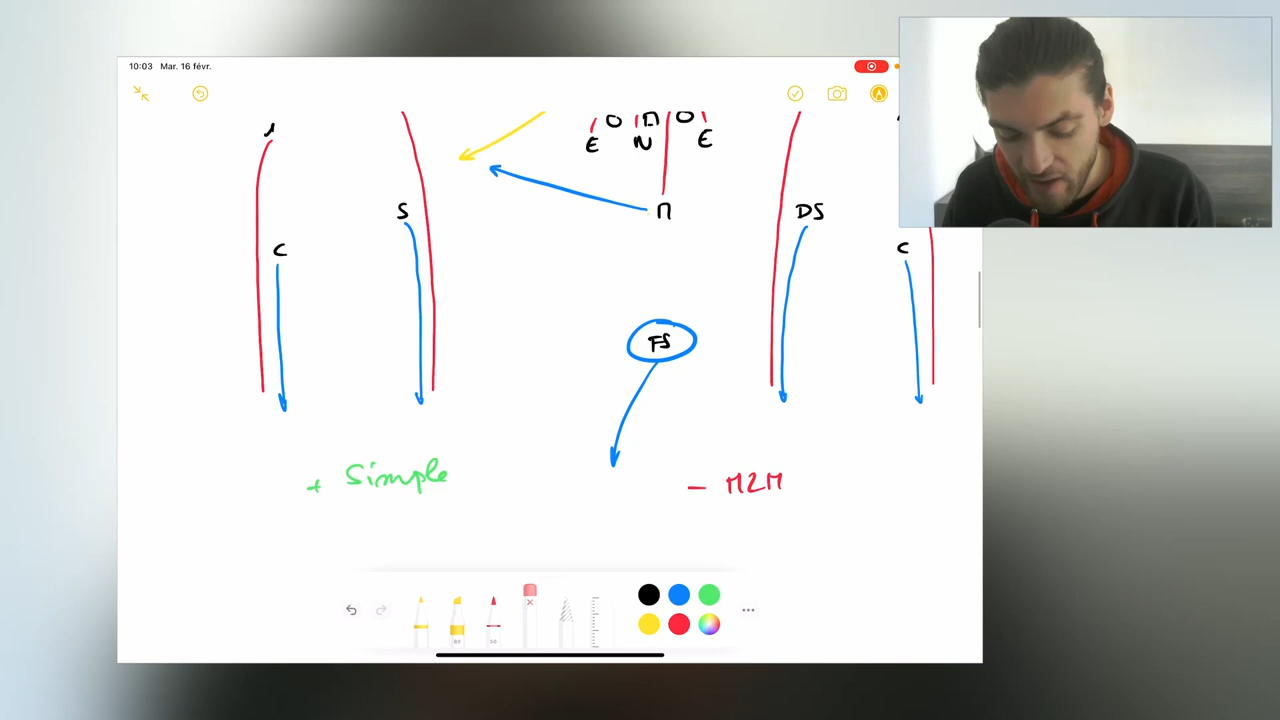 10:03 Mar. 16 févr.
E N E
S M DS
C C
FS
+ Simple - M2M